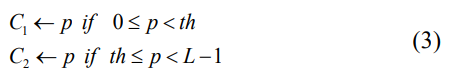 C₁ ← p if 0 ≤ p < th
C₂ ← p if th ≤ p < L − 1
(3)